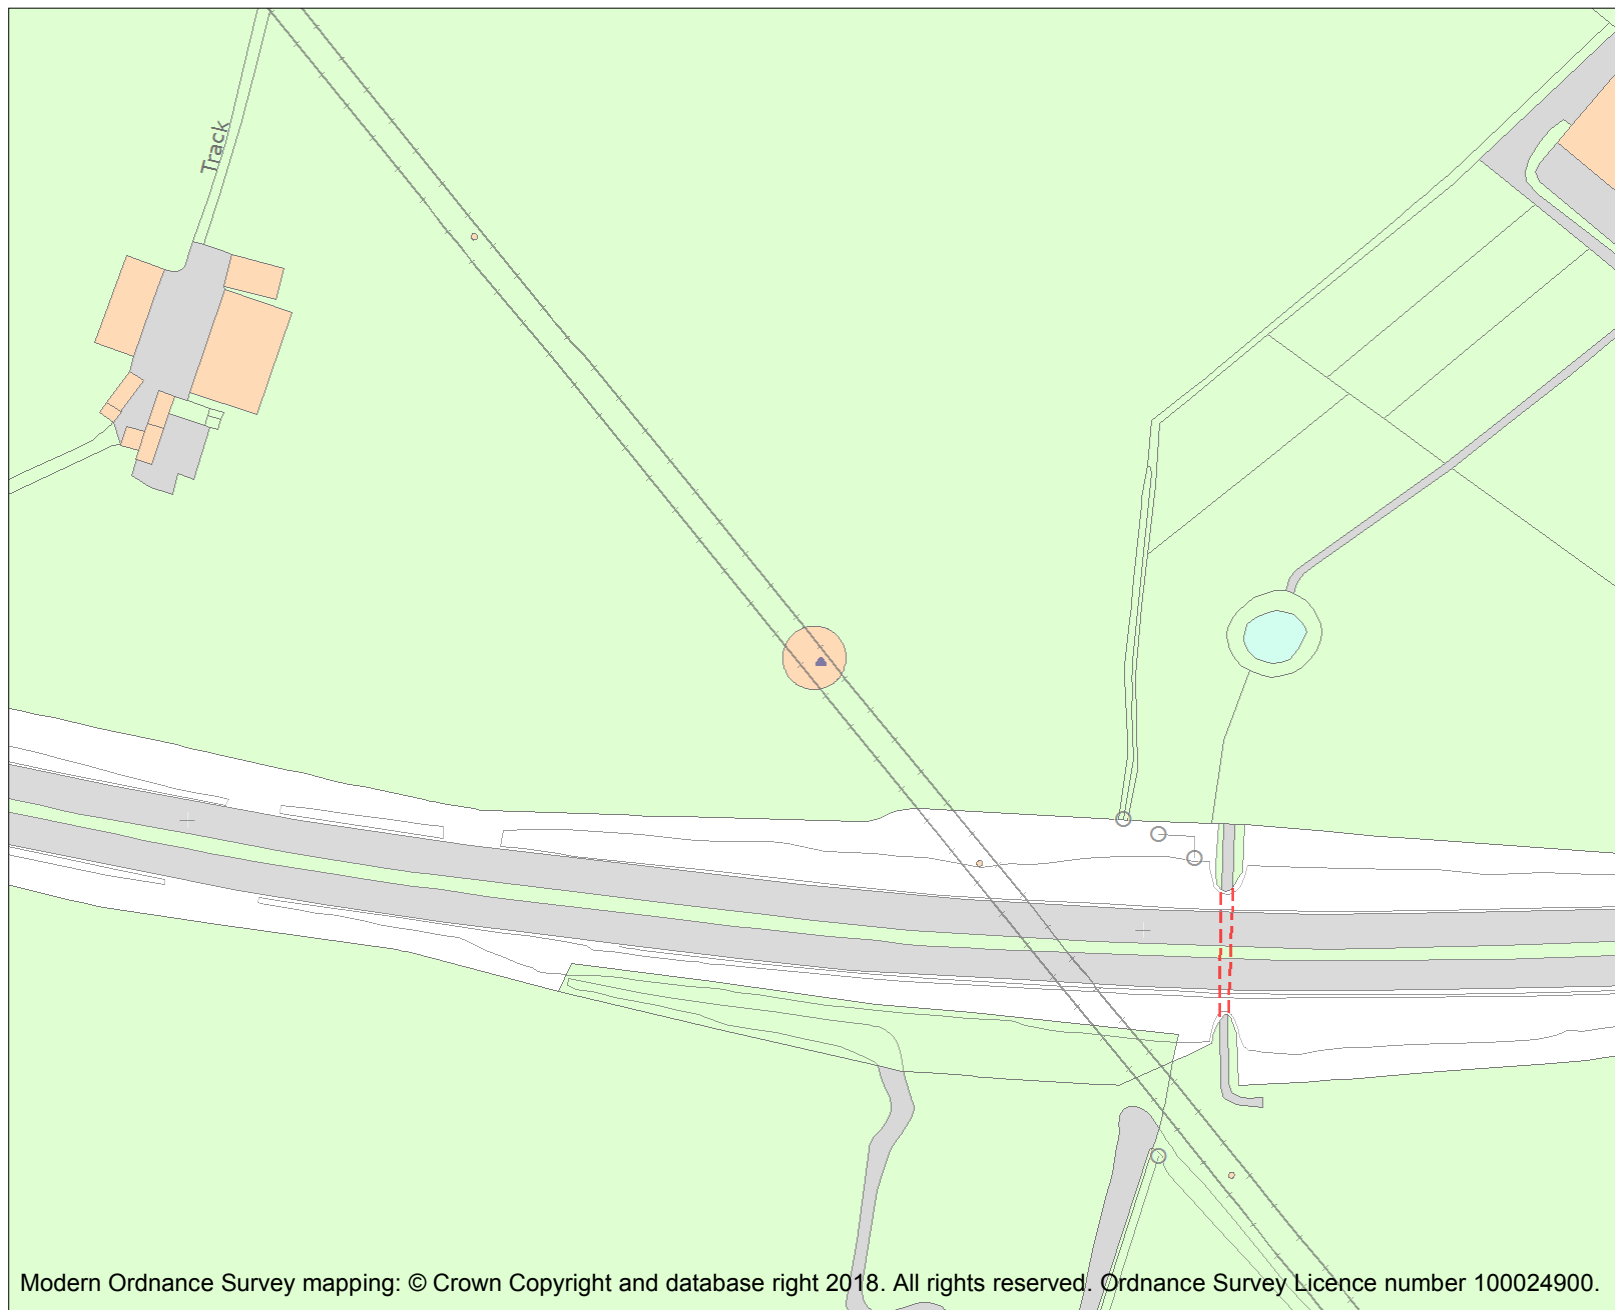 Track
Modern Ordnance Survey mapping: © Crown Copyright and database right 2018. All rights reserved. Ordnance Survey Licence number 100024900.